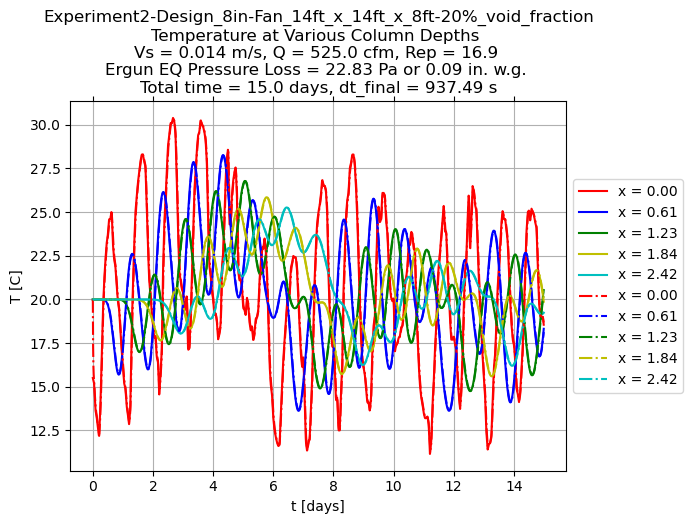 Experiment2-Design_8in-Fan_14ft_x_14ft_x_8ft-20%_void_fraction
Temperature at Various Column Depths
Vs = 0.014 m/s, Q = 525.0 cfm, Rep = 16.9
Ergun EQ Pressure Loss = 22.83 Pa or 0.09 in. w.g.
Total time = 15.0 days, dt_final = 937.49 s
30.0
27.5
25.0
22.5
20.0
17.5
15.0
12.5
T [C]
0 2 4 6 8 10 12 14
t [days]
x = 0.00
x = 0.61
x = 1.23
x = 1.84
x = 2.42
x = 0.00
x = 0.61
x = 1.23
x = 1.84
x = 2.42